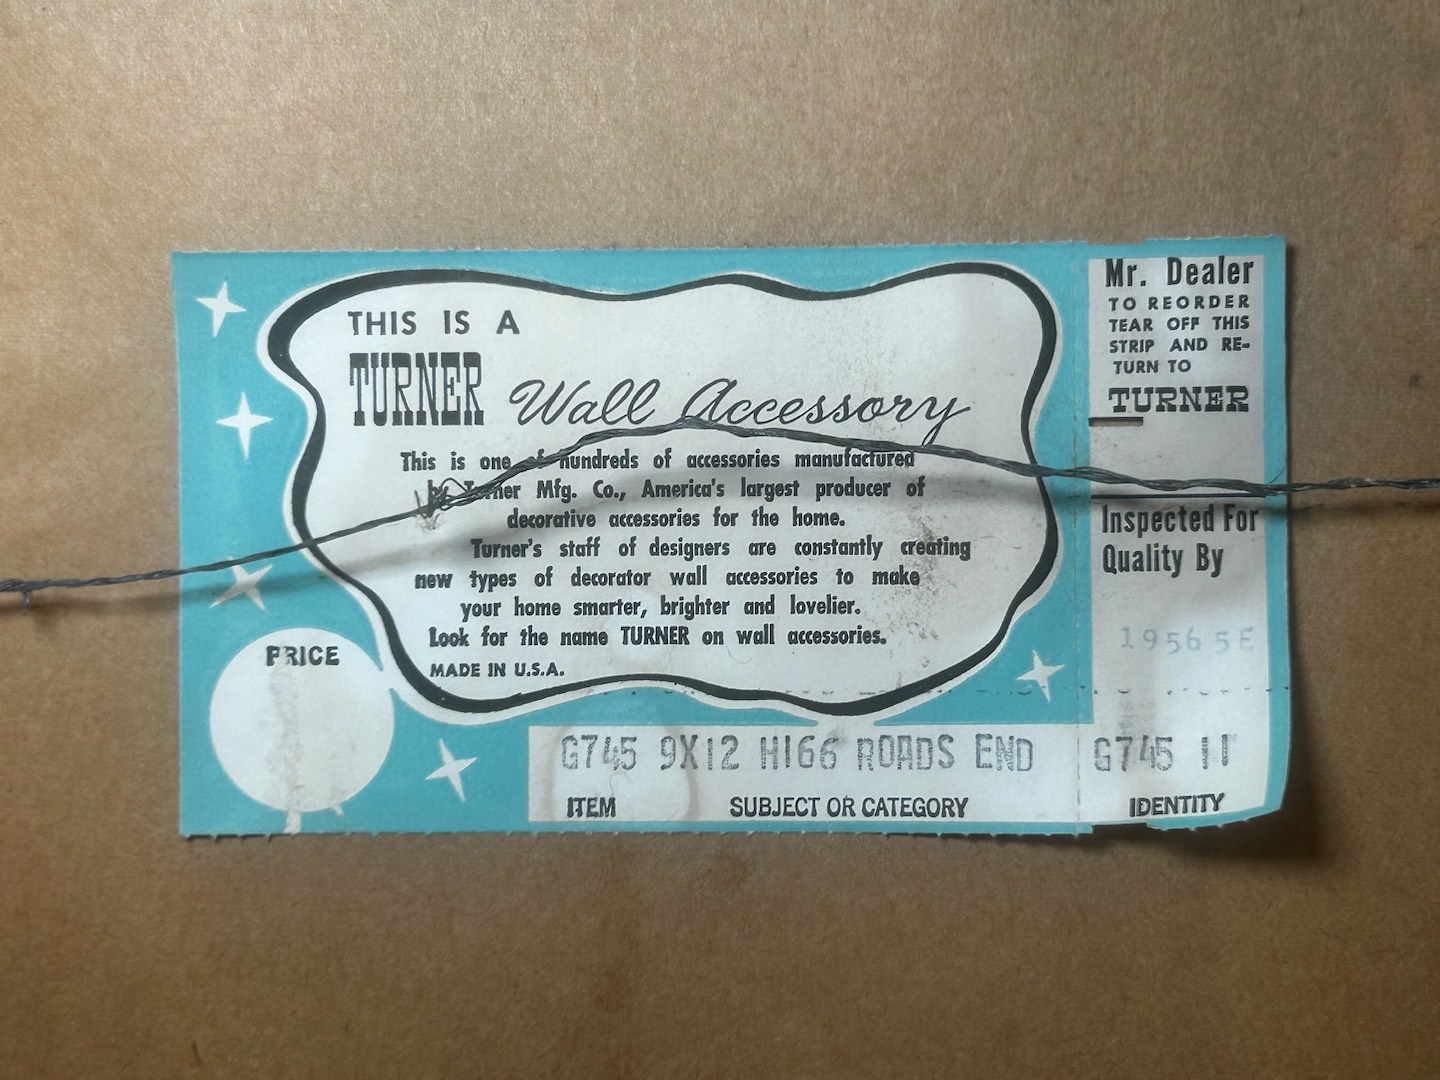 THIS IS A
TURNER Wall Accessory
This is one of hundreds of accessories manufactured
by Turner Mfg. Co., America's largest producer of
decorative accessories for the home.
Turner's staff of designers are constantly creating
new types of decorator wall accessories to make
your home smarter, brighter and lovelier.
Look for the name TURNER on wall accessories.
MADE IN U.S.A.
PRICE
G745 9X12 H166 ROADS END
ITEM SUBJECT OR CATEGORY
Mr. Dealer
TO REORDER
TEAR OFF THIS
STRIP AND RE-
TURN TO
TURNER
Inspected For
Quality By
19565E
G745 11
IDENTITY